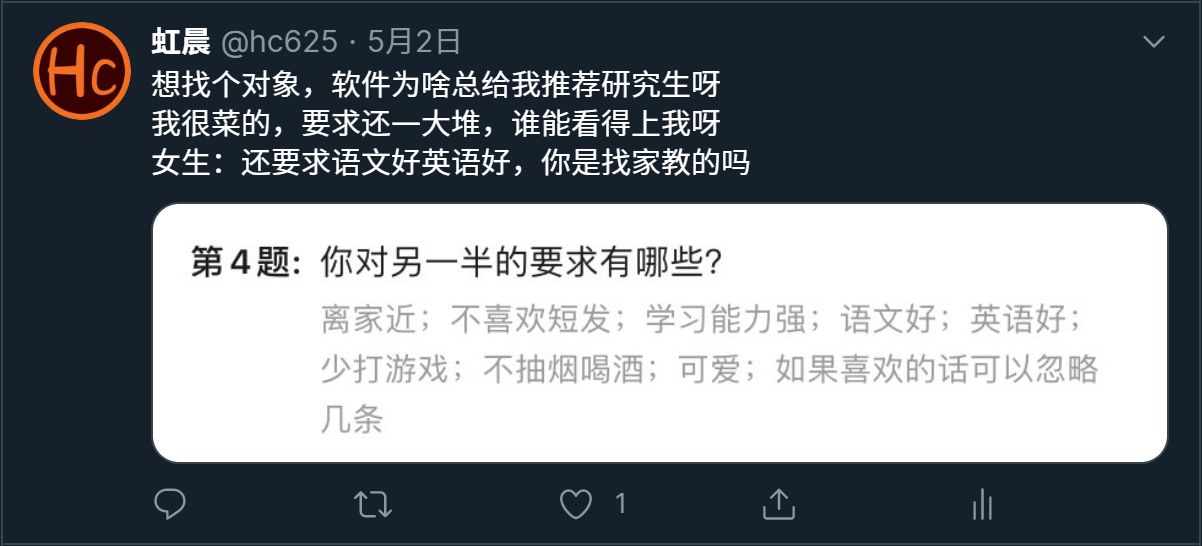 Hc
虹晨 @hc625 · 5月2日
想找个对象，软件为啥总给我推荐研究生呀
我很菜的，要求还一大堆，谁能看得上我呀
女生：还要求语文好英语好，你是找家教的吗
第4题: 你对另一半的要求有哪些?
离家近；不喜欢短发；学习能力强；语文好；英语好；
少打游戏；不抽烟喝酒；可爱；如果喜欢的话可以忽略
几条
1